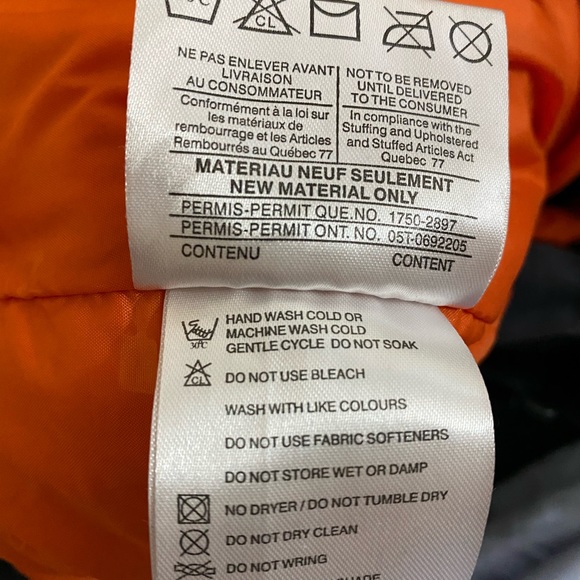 CL
NE PAS ENLEVER AVANT
LIVRAISON
AU CONSOMMATEUR
Conformément à la loi sur
les matériaux de
rembourrage et les Articles
Rembourrés au Québec 77
NOT TO BE REMOVED
UNTIL DELIVERED
TO THE CONSUMER
In compliance with the
Stuffing and Upholstered
and Stuffed Articles Act
Quebec 77
MATERIAU NEUF SEULEMENT
NEW MATERIAL ONLY
PERMIS-PERMIT QUE.NO. 1750-2897
PERMIS-PERMIT ONT. NO. 05T-0692205
CONTENU CONTENT
HAND WASH COLD OR
MACHINE WASH COLD
GENTLE CYCLE DO NOT SOAK
30°C
CL
DO NOT USE BLEACH
WASH WITH LIKE COLOURS
DO NOT USE FABRIC SOFTENERS
DO NOT STORE WET OR DAMP
NO DRYER / DO NOT TUMBLE DRY
DO NOT DRY CLEAN
DO NOT WRING
SHADE